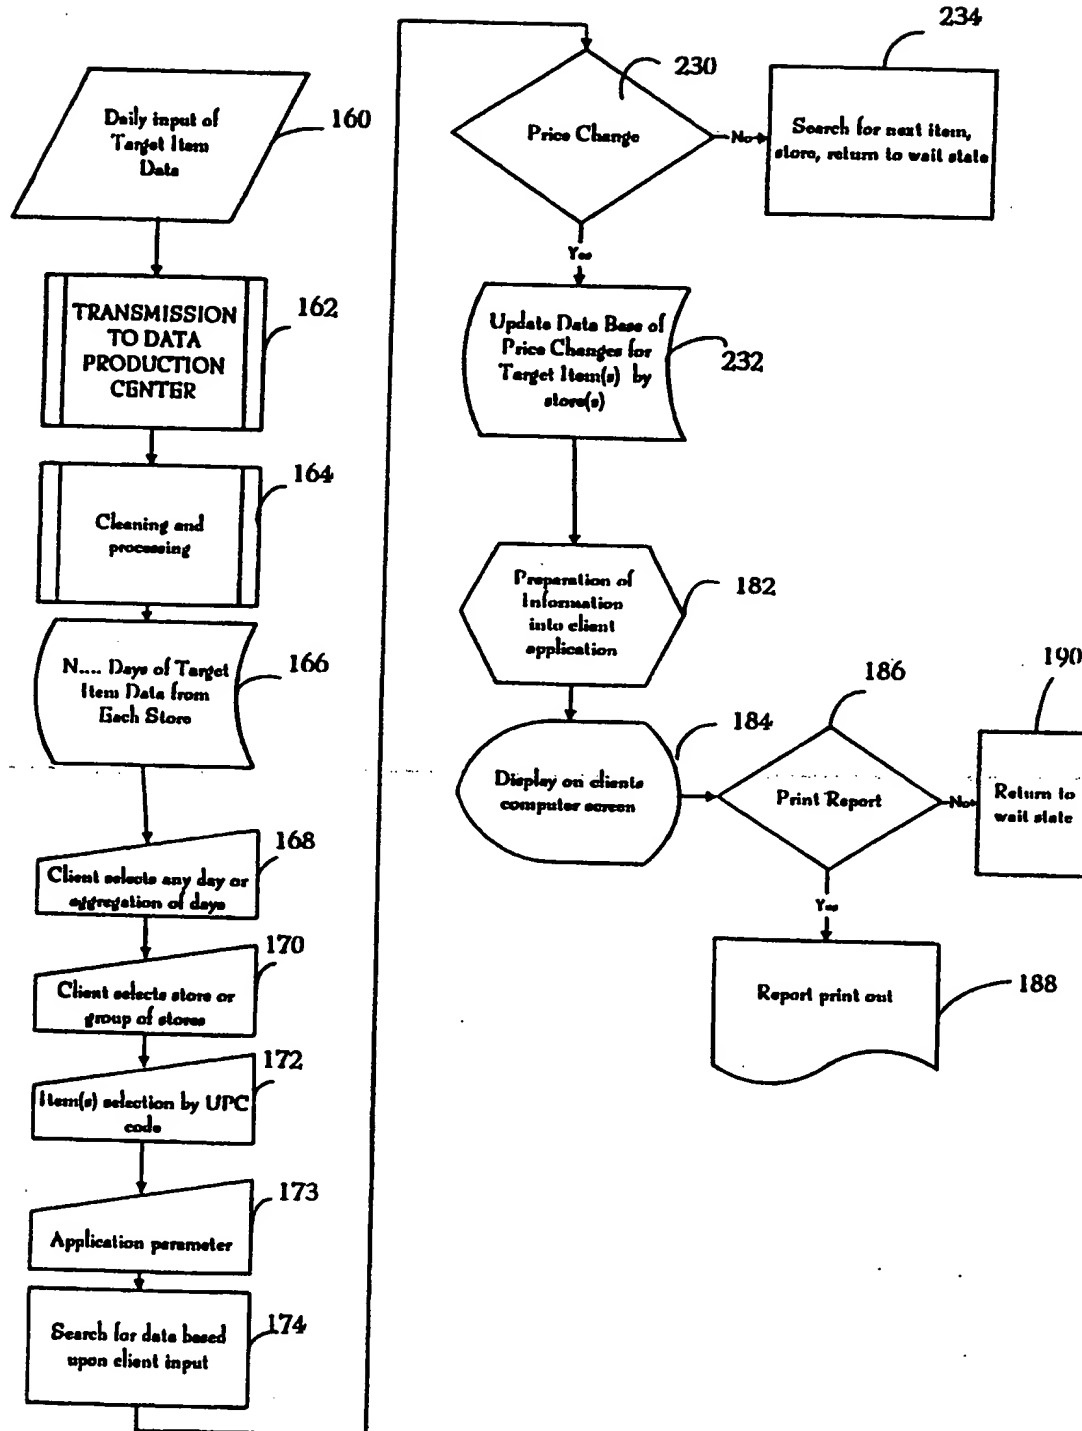 Daily input of
Target Item
Data
160
TRANSMISSION
TO DATA
PRODUCTION
CENTER
162
Cleaning and
processing
164
N.... Days of Target
Item Data from
Each Store
166
Client selects any day or
aggregation of days
168
Client selects store or
group of stores
170
Item(s) selection by UPC
code
172
Application parameter
173
Search for data based
upon client input
174
Price Change
230
No
Search for next item,
store, return to wait state
234
Yes
Update Data Base of
Price Changes for
Target Item(s) by
store(s)
232
Preparation of
Information
into client
application
182
Display on clients
computer screen
184
Print Report
186
No
Return to
wait state
190
Yes
Report print out
188